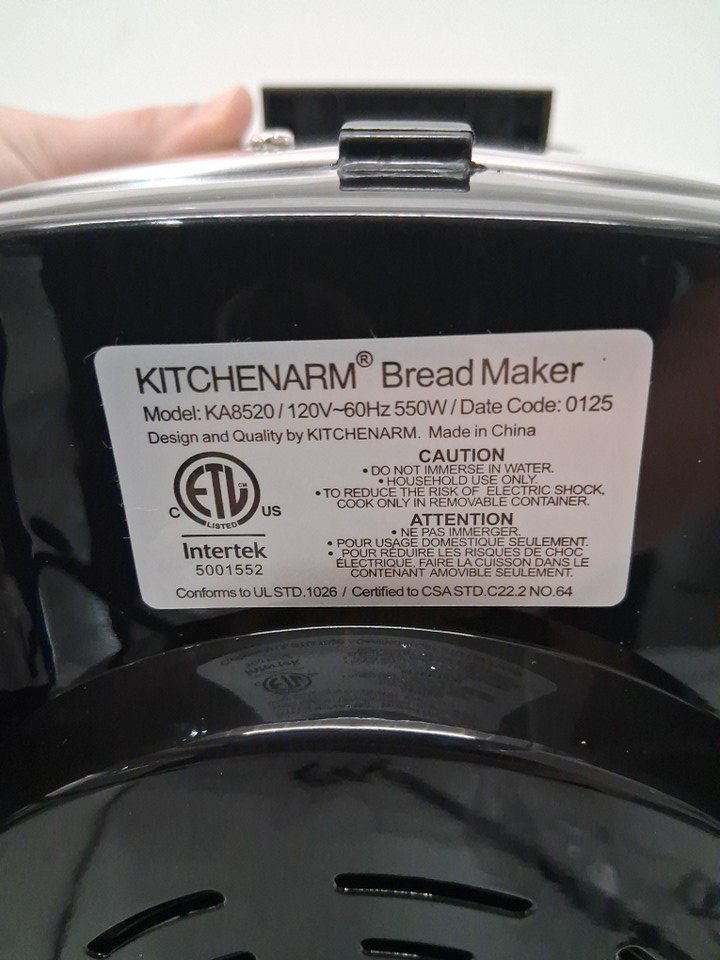 KITCHENARM® Bread Maker
Model: KA8520 / 120V~60Hz 550W / Date Code: 0125
Design and Quality by KITCHENARM. Made in China
CAUTION
• DO NOT IMMERSE IN WATER.
• HOUSEHOLD USE ONLY.
• TO REDUCE THE RISK OF ELECTRIC SHOCK,
COOK ONLY IN REMOVABLE CONTAINER.
ETL CM
C US
LISTED
Intertek
5001552
ATTENTION
• NE PAS IMMERGER.
• POUR USAGE DOMESTIQUE SEULEMENT.
• POUR RÉDUIRE LES RISQUES DE CHOC
ÉLECTRIQUE, FAIRE LA CUISSON DANS LE
CONTENANT AMOVIBLE SEULEMENT.
Conforms to UL STD.1026 / Certified to CSA STD.C22.2 NO.64